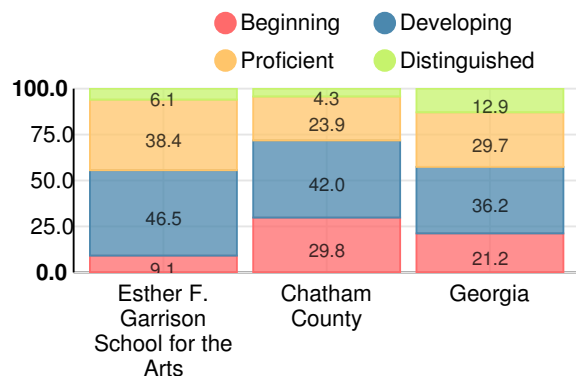 Beginning Developing
Proficient Distinguished
100.0 6.1 4.3 12.9
75.0 38.4 23.9 29.7
50.0 46.5 42.0 36.2
25.0 9.1 29.8 21.2
0.0
Esther F. Garrison School for the Arts
Chatham County
Georgia